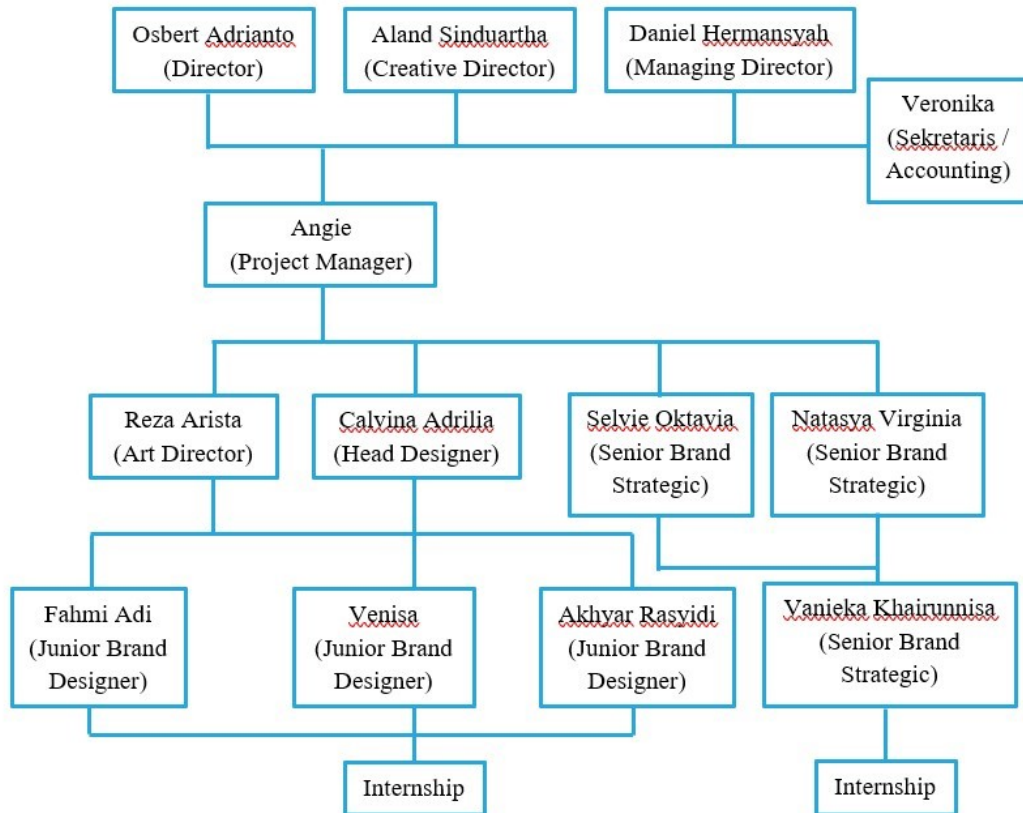 Osbert Adrianto
(Director)
Aland Sinduartha
(Creative Director)
Daniel Hermansyah
(Managing Director)
Veronika
(Sekretaris /
Accounting)
Angie
(Project Manager)
Reza Arista
(Art Director)
Calvina Adrilia
(Head Designer)
Selvie Oktavia
(Senior Brand
Strategic)
Natasya Virginia
(Senior Brand
Strategic)
Fahmi Adi
(Junior Brand
Designer)
Venisa
(Junior Brand
Designer)
Akhyar Rasyidi
(Junior Brand
Designer)
Vanieka Khairunnisa
(Senior Brand
Strategic)
Internship
Internship